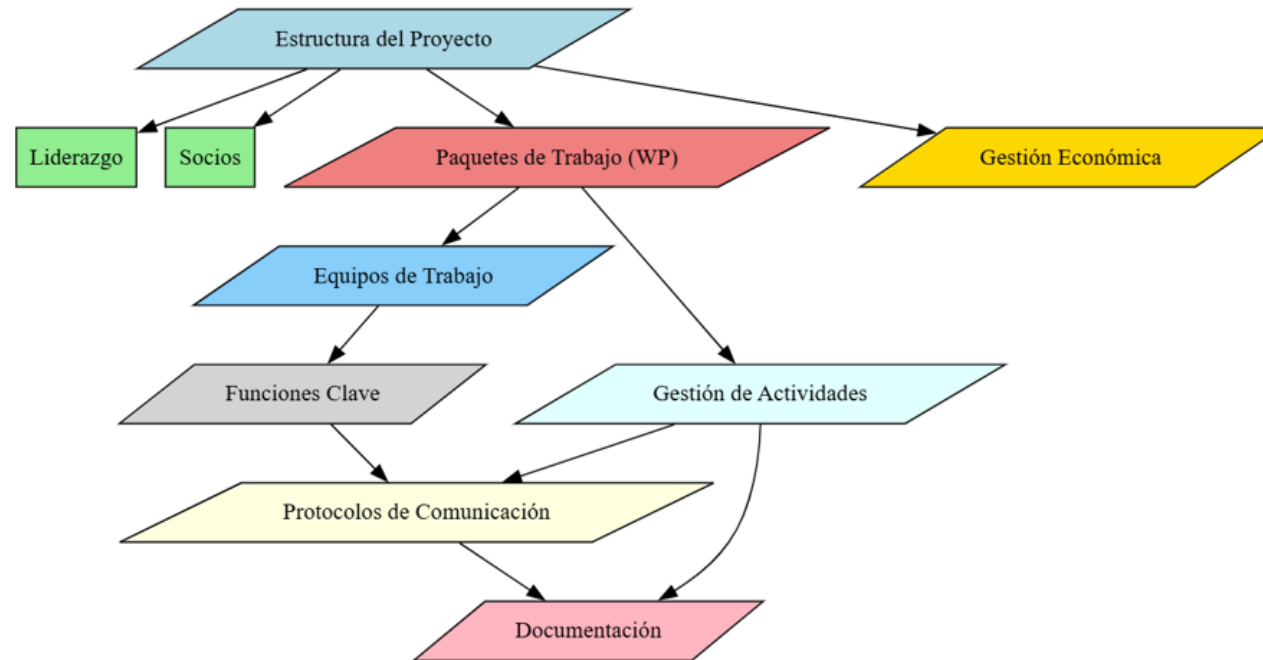 Estructura del Proyecto
Liderazgo
Socios
Paquetes de Trabajo (WP)
Gestión Económica
Equipos de Trabajo
Funciones Clave
Gestión de Actividades
Protocolos de Comunicación
Documentación